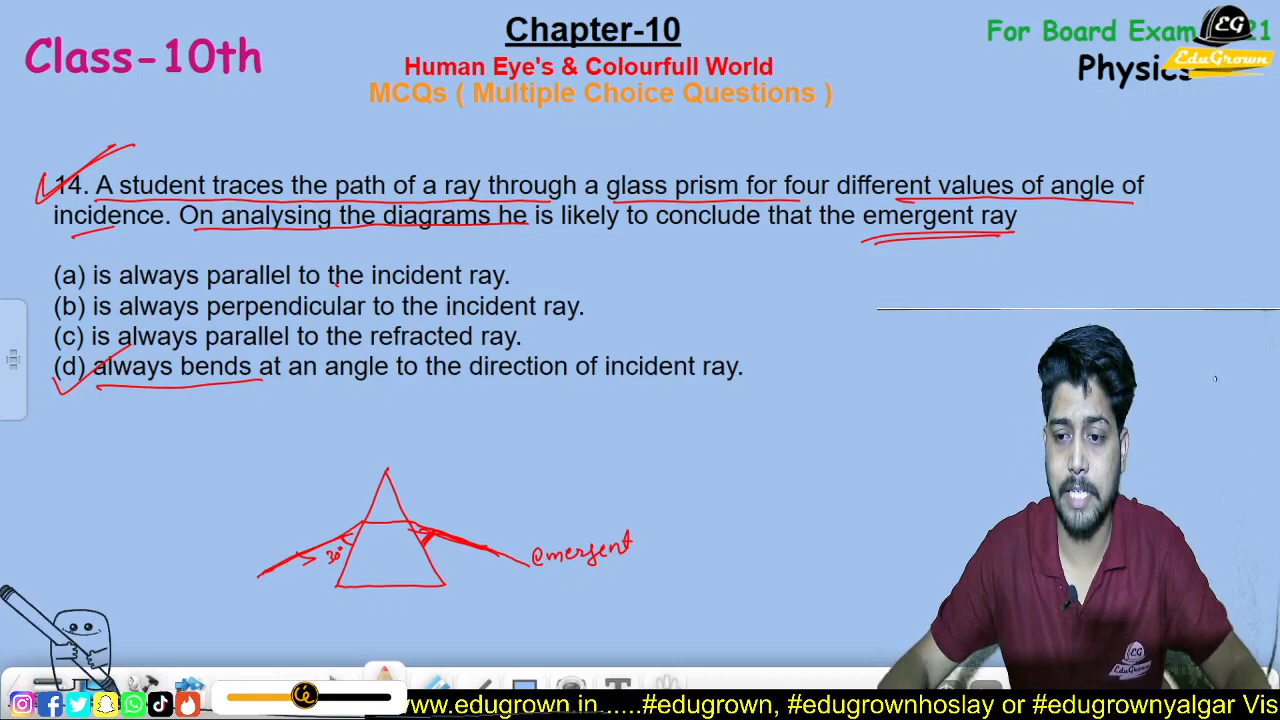 Class-10th
Chapter-10
Human Eye's & Colourfull World
MCQs ( Multiple Choice Questions )
For Board Exam 21
EG
EduGrown
Physics
14. A student traces the path of a ray through a glass prism for four different values of angle of
incidence. On analysing the diagrams he is likely to conclude that the emergent ray
(a) is always parallel to the incident ray.
(b) is always perpendicular to the incident ray.
(c) is always parallel to the refracted ray.
(d) always bends at an angle to the direction of incident ray.
30°
emergent
EG
www.edugrown.in.....#edugrown, #edugrownhoslay or #edugrownyalgar Vis